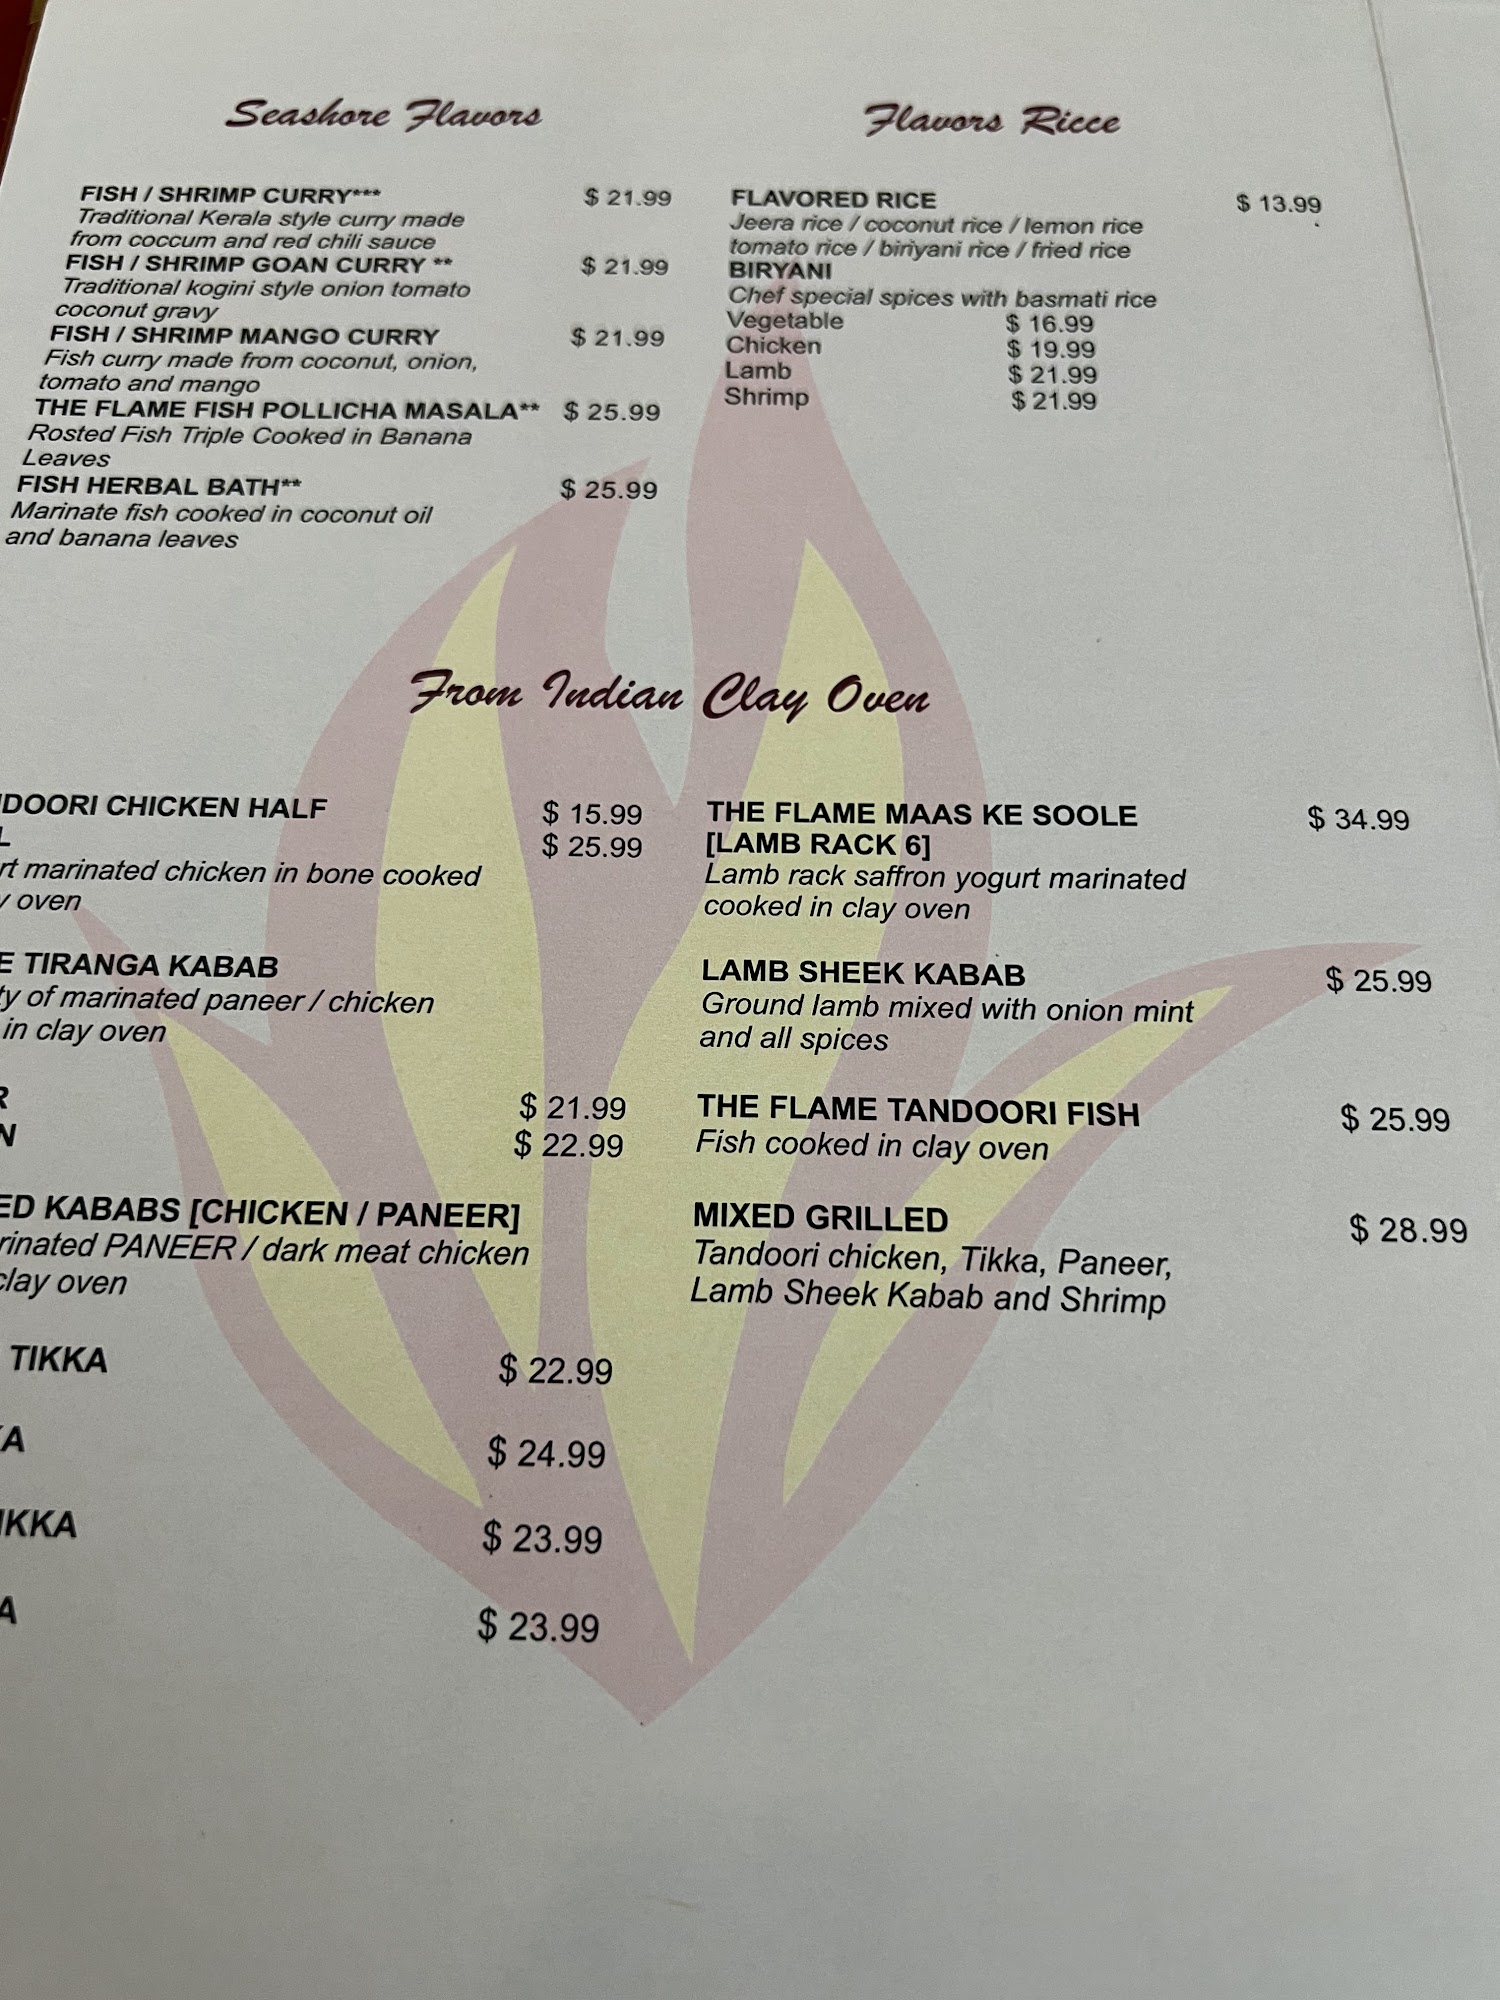 Seashore Flavors
FISH / SHRIMP CURRY*** $ 21.99
Traditional Kerala style curry made
from coccum and red chili sauce
FISH / SHRIMP GOAN CURRY ** $ 21.99
Traditional kogini style onion tomato
coconut gravy
FISH / SHRIMP MANGO CURRY $ 21.99
Fish curry made from coconut, onion,
tomato and mango
THE FLAME FISH POLLICHA MASALA** $ 25.99
Rosted Fish Triple Cooked in Banana
Leaves
FISH HERBAL BATH** $ 25.99
Marinate fish cooked in coconut oil
and banana leaves
Flavors Ricce
FLAVORED RICE $ 13.99
Jeera rice / coconut rice / lemon rice
tomato rice / biriyani rice / fried rice
BIRYANI
Chef special spices with basmati rice
Vegetable $ 16.99
Chicken $ 19.99
Lamb $ 21.99
Shrimp $ 21.99
From Indian Clay Oven
DOORI CHICKEN HALF $ 15.99
L $ 25.99
rt marinated chicken in bone cooked
y oven
E TIRANGA KABAB
ty of marinated paneer / chicken
in clay oven
R $ 21.99
N $ 22.99
ED KABABS [CHICKEN / PANEER]
rinated PANEER / dark meat chicken
clay oven
TIKKA $ 22.99
KA $ 24.99
IKKA $ 23.99
A $ 23.99
THE FLAME MAAS KE SOOLE $ 34.99
[LAMB RACK 6]
Lamb rack saffron yogurt marinated
cooked in clay oven
LAMB SHEEK KABAB $ 25.99
Ground lamb mixed with onion mint
and all spices
THE FLAME TANDOORI FISH $ 25.99
Fish cooked in clay oven
MIXED GRILLED $ 28.99
Tandoori chicken, Tikka, Paneer,
Lamb Sheek Kabab and Shrimp